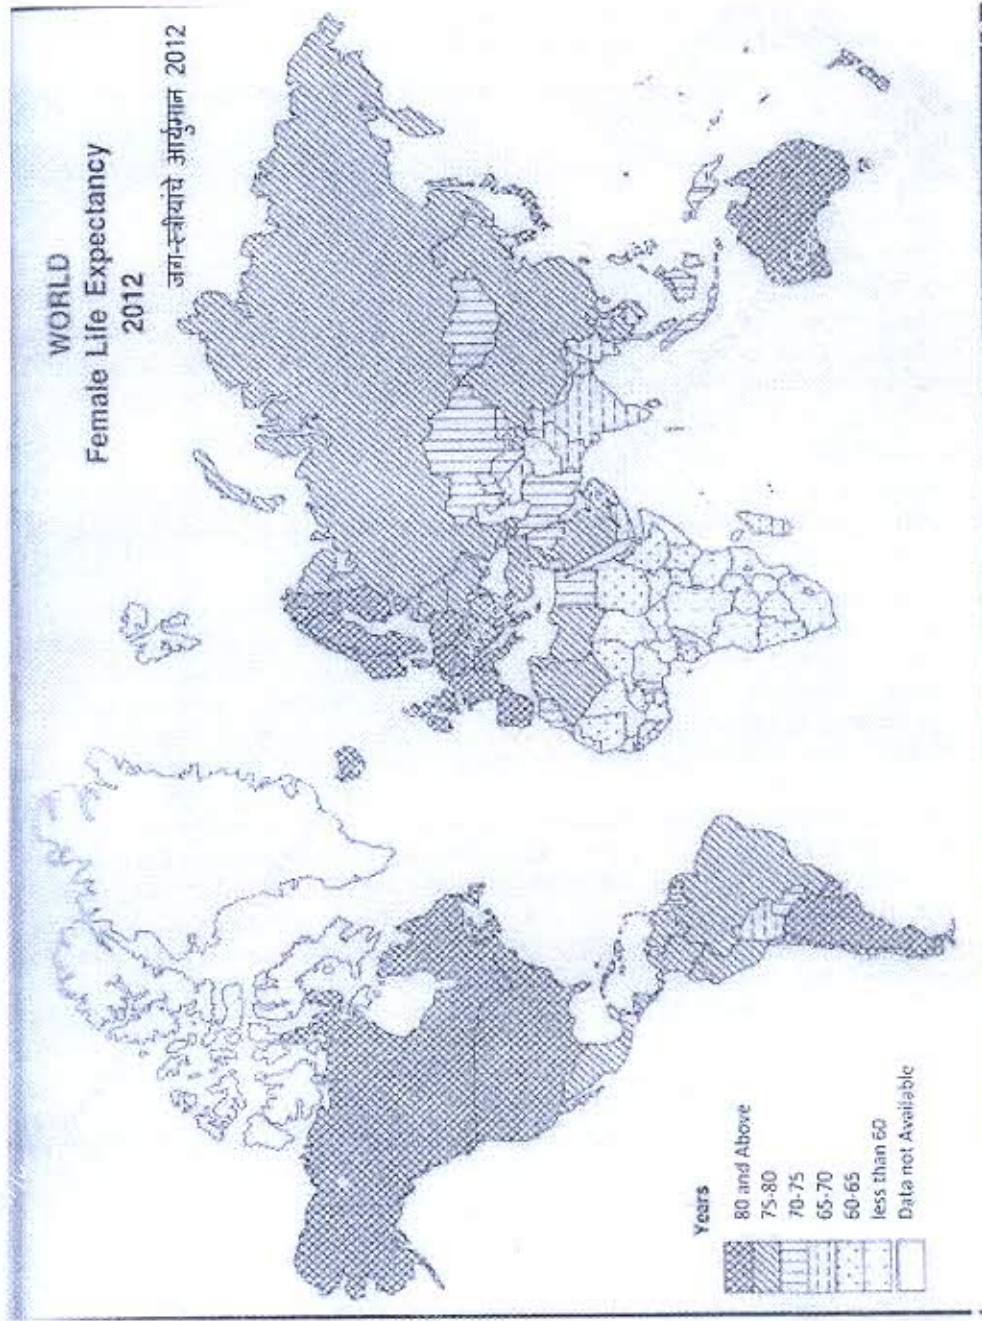 WORLD
Female Life Expectancy
2012
जग-स्त्रीयांचे आर्युमान 2012
Years
80 and Above
75-80
70-75
65-70
60-65
less than 60
Data not Available